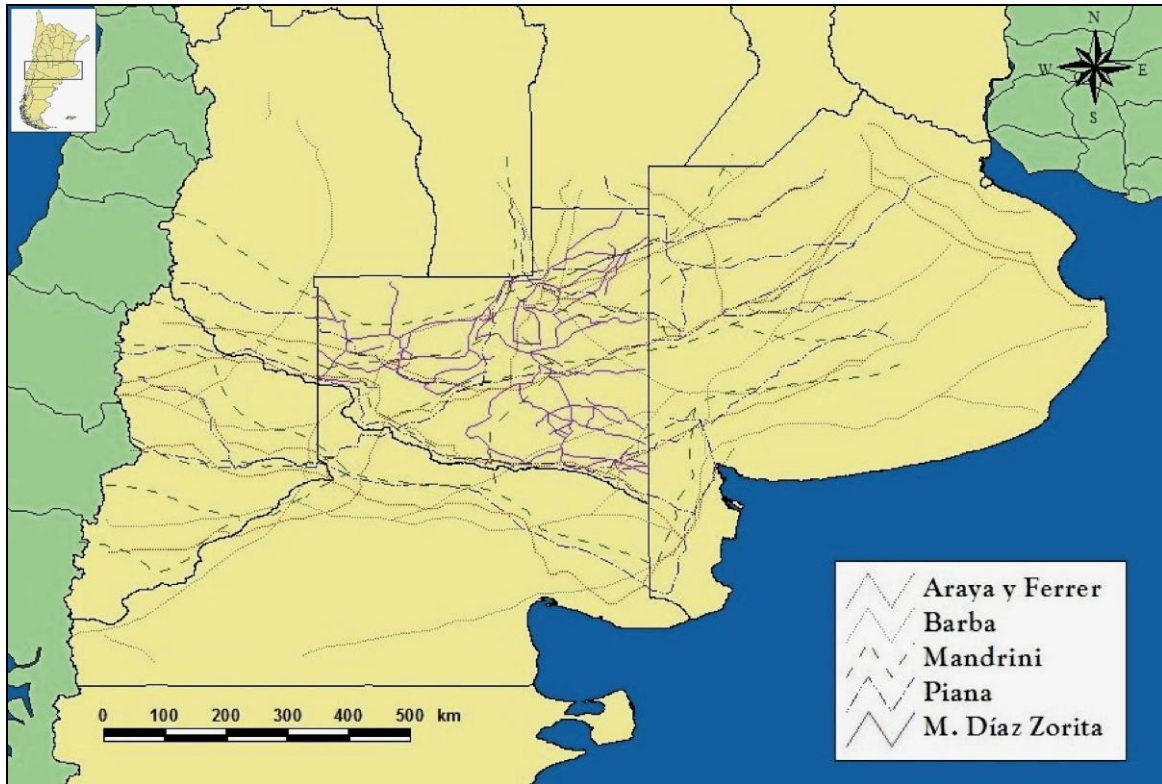 N
W E
S
Araya y Ferrer
Barba
Mandrini
Piana
M. Díaz Zorita
0 100 200 300 400 500 km